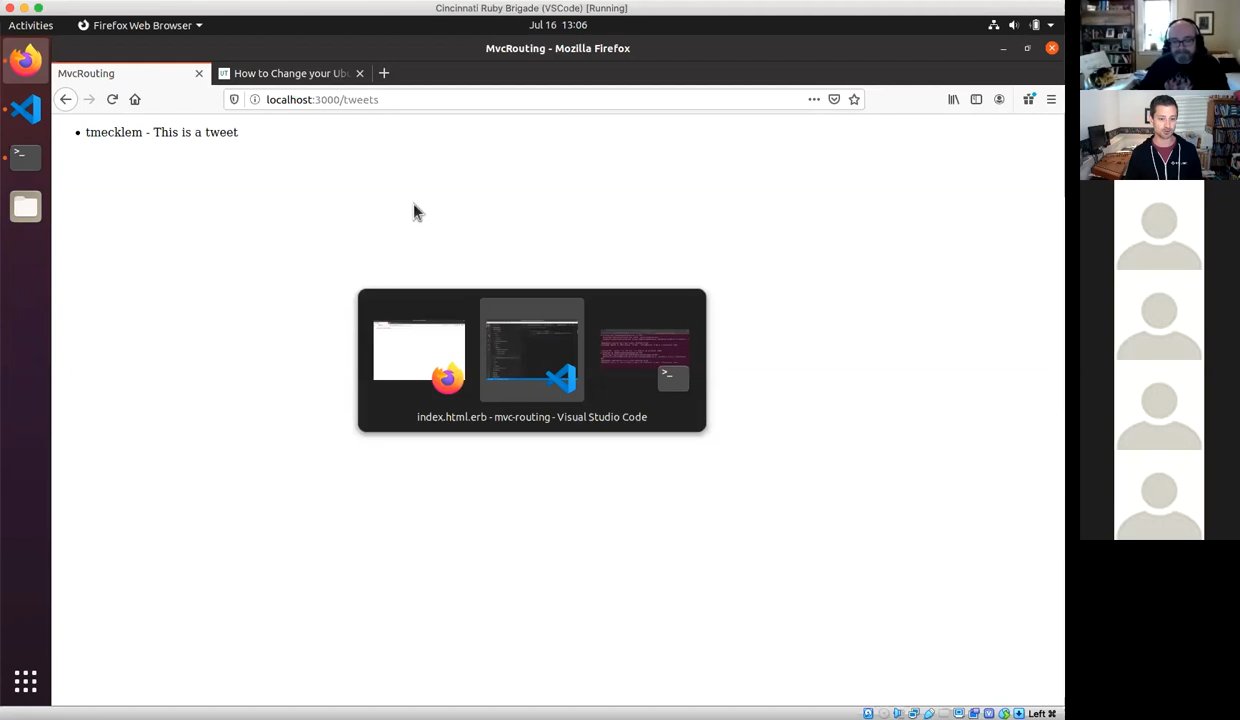 Cincinnati Ruby Brigade (VSCode) [Running]
Activities
Firefox Web Browser
Jul 16 13:06
MvcRouting - Mozilla Firefox
MvcRouting
UT
How to Change your Ub
localhost:3000/tweets
tmecklem - This is a tweet
index.html.erb - mvc-routing - Visual Studio Code
Left ⌘